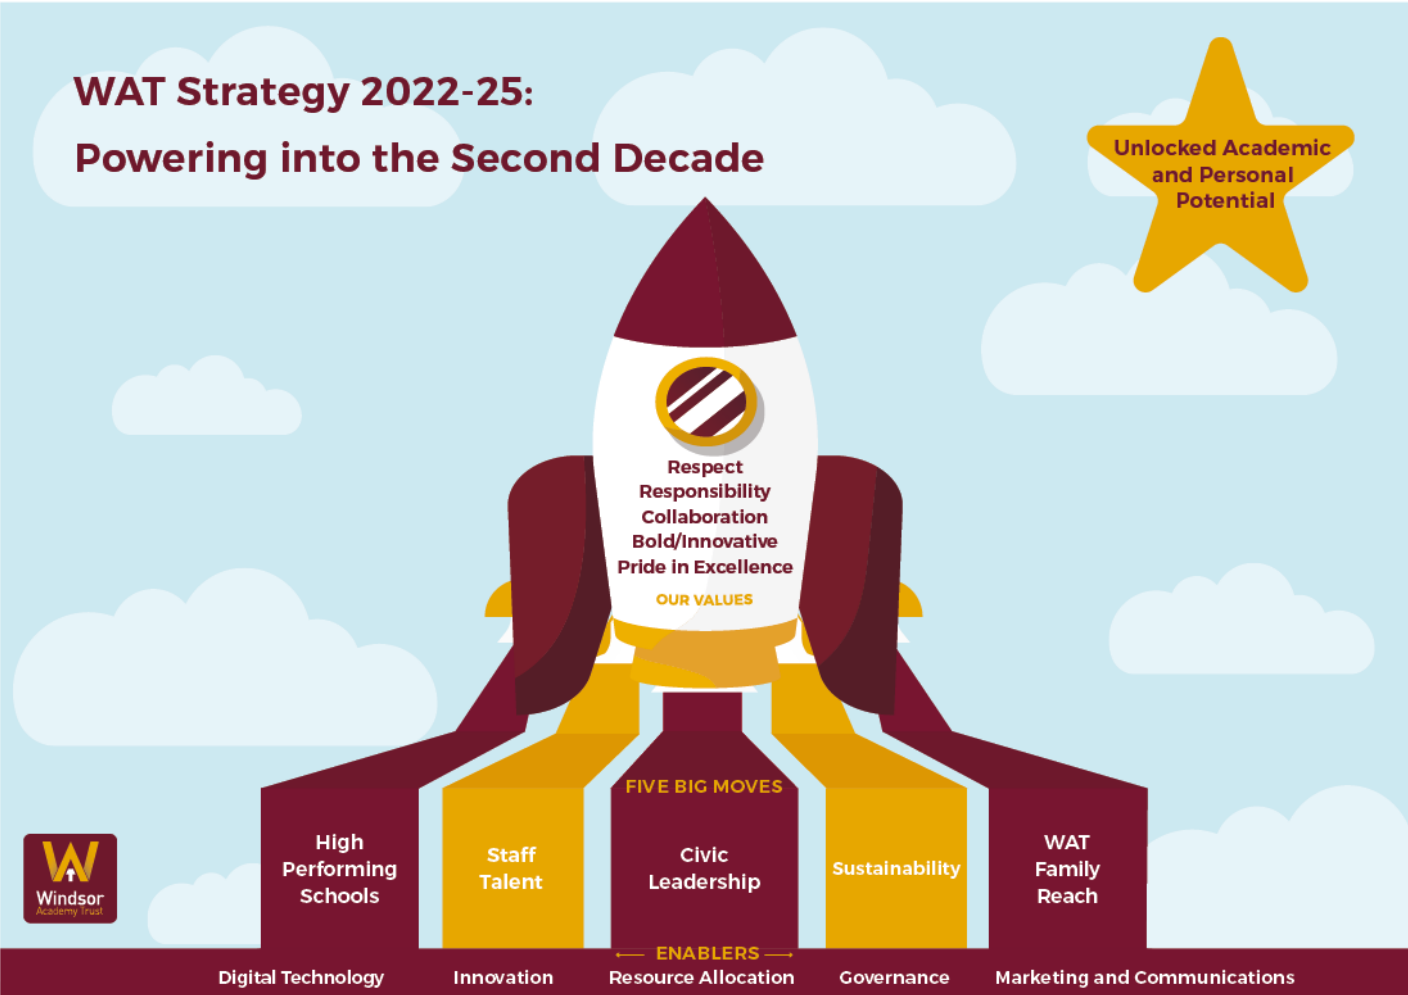 WAT Strategy 2022-25:
Powering into the Second Decade
Unlocked Academic
and Personal
Potential
Respect
Responsibility
Collaboration
Bold/Innovative
Pride in Excellence
OUR VALUES
FIVE BIG MOVES
High
Performing
Schools
Staff
Talent
Civic
Leadership
Sustainability
WAT
Family
Reach
W
Windsor
Academy Trust
ENABLERS
Digital Technology
Innovation
Resource Allocation
Governance
Marketing and Communications